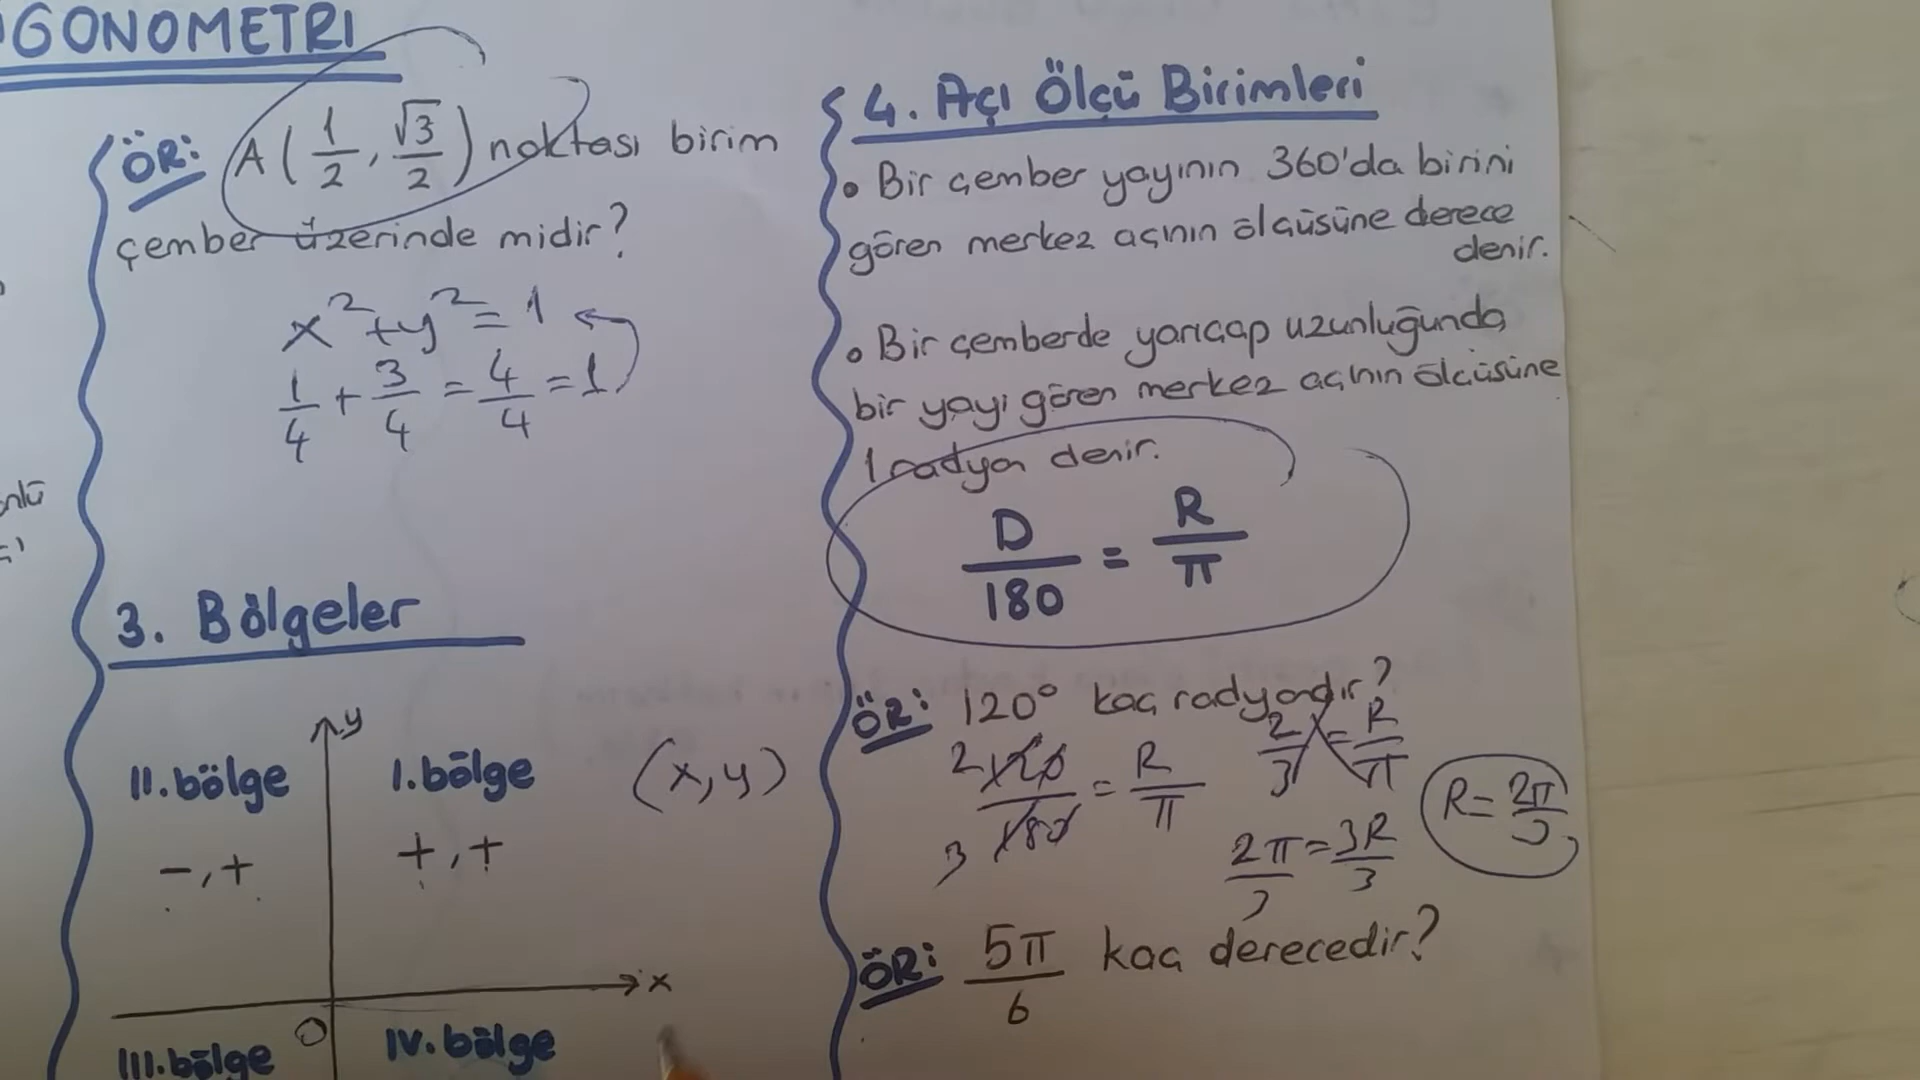 GONOMETRI
ÖR: A(1/2, √3/2) noktası birim
çember üzerinde midir?
x²+y²=1
1/4 + 3/4 = 4/4 = 1
3. Bölgeler
y
II.bölge I.bölge (x,y)
-,+ +,+
x
O
III.bölge IV.bölge
4. Açı Ölçü Birimleri
• Bir çember yayının 360'da birini
gören merkez açının ölçüsüne derece
denir.
• Bir çemberde yarıçap uzunluğunda
bir yayı gören merkez açının ölçüsüne
1 radyan denir.
D/180 = R/π
ÖR: 120° kaç radyandır?
2 120/180 3 = R/π
2/3 = R/π
2π/3 = 3R/3
R = 2π/3
ÖR: 5π/6 kaç derecedir?